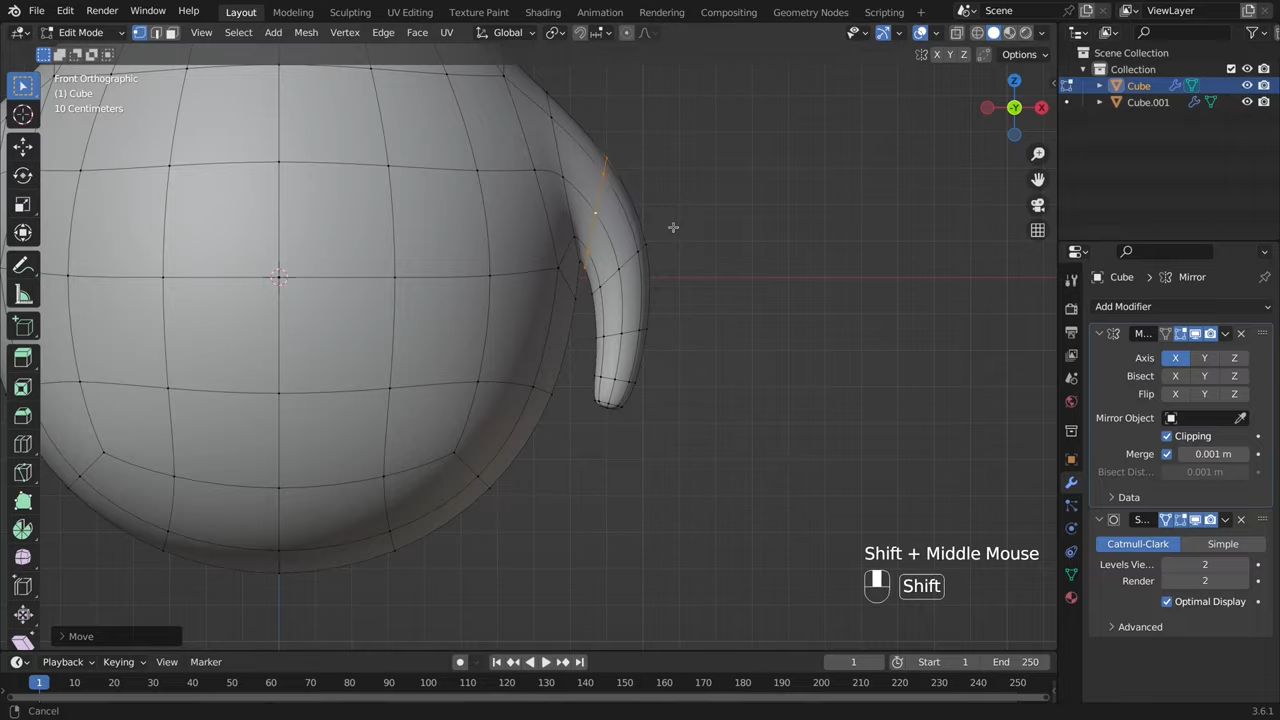 File Edit Render Window Help Layout Modeling Sculpting UV Editing Texture Paint Shading Animation Rendering Compositing Geometry Nodes Scripting Scene ViewLayer
Edit Mode View Select Add Mesh Vertex Edge Face UV Global
X Y Z Options
Scene Collection
Collection
Cube
Cube.001
Front Orthographic
(1) Cube
10 Centimeters
Z
-Y X
Cube Mirror
Add Modifier
M...
Axis X Y Z
Bisect X Y Z
Flip X Y Z
Mirror Object
Clipping
Merge 0.001 m
Bisect Dist... 0.001 m
Data
S...
Catmull-Clark Simple
Levels Vie... 2
Render 2
Optimal Display
Advanced
Shift + Middle Mouse
Shift
Move
Playback Keying View Marker 1 Start 1 End 250
1 10 20 30 40 50 60 70 80 90 100 110 120 130 140 150 160 170 180 190 200 210 220 230 240 250
Cancel 3.6.1